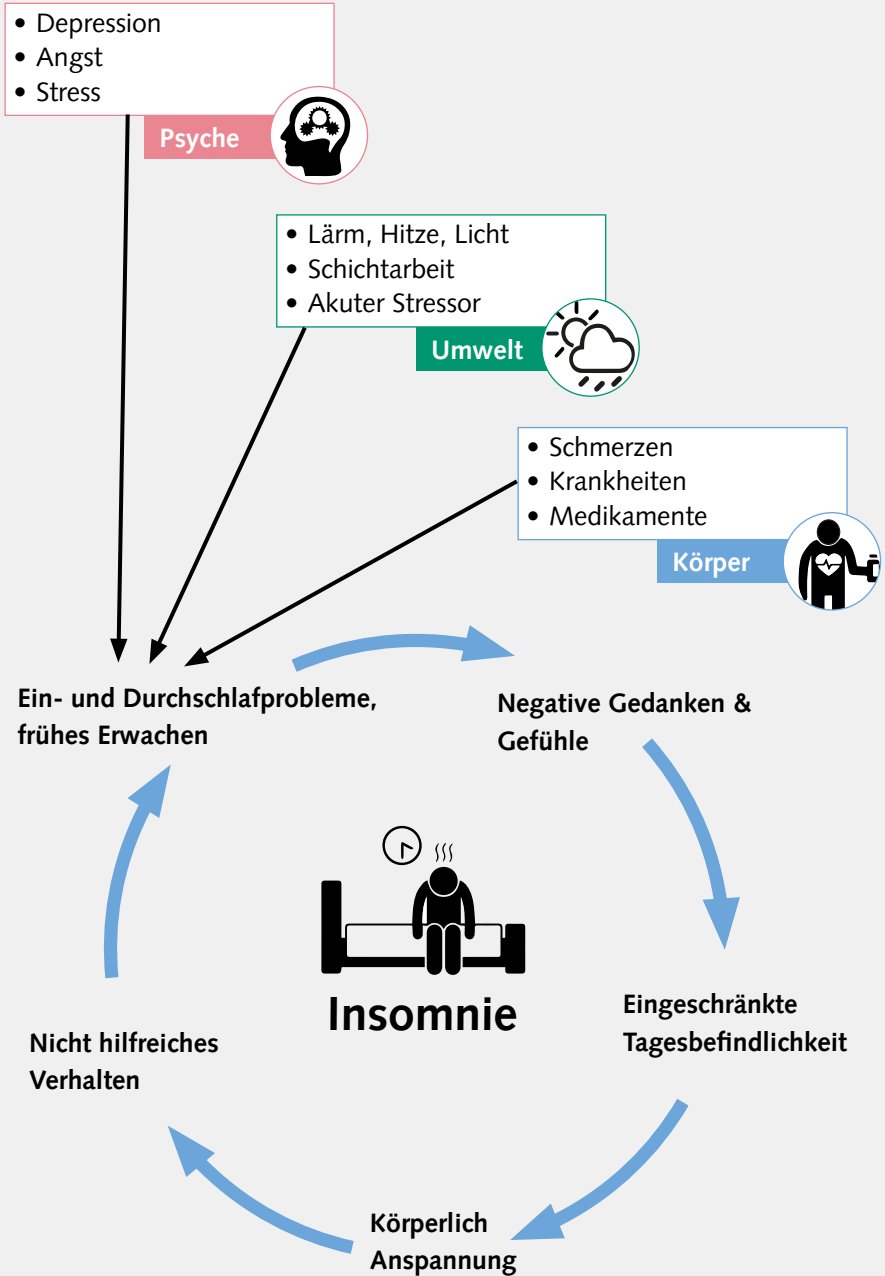 • Depression
• Angst
• Stress
Psyche
• Lärm, Hitze, Licht
• Schichtarbeit
• Akuter Stressor
Umwelt
• Schmerzen
• Krankheiten
• Medikamente
Körper
Ein- und Durchschlafprobleme,
frühes Erwachen
Negative Gedanken &
Gefühle
Eingeschränkte
Tagesbefindlichkeit
Körperlich
Anspannung
Nicht hilfreiches
Verhalten
Insomnie